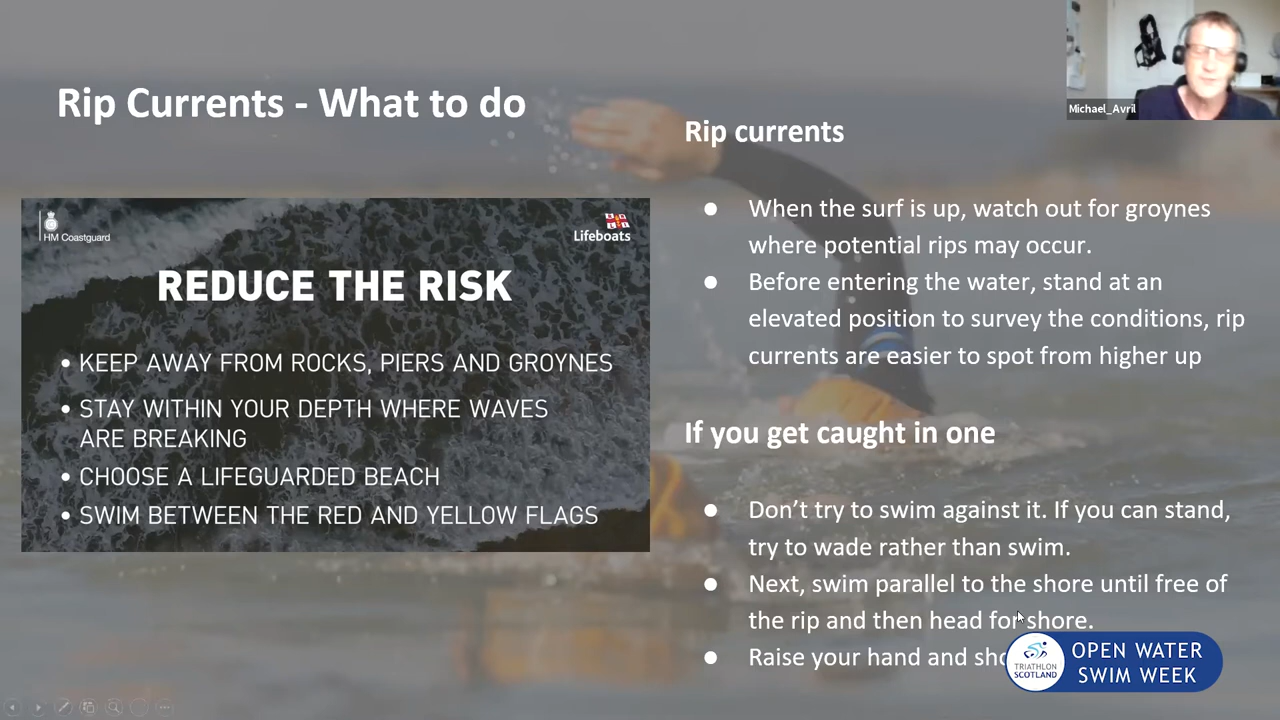 Rip Currents - What to do
Michael_Avril
HM Coastguard
Lifeboats
REDUCE THE RISK
• KEEP AWAY FROM ROCKS, PIERS AND GROYNES
• STAY WITHIN YOUR DEPTH WHERE WAVES
ARE BREAKING
• CHOOSE A LIFEGUARDED BEACH
• SWIM BETWEEN THE RED AND YELLOW FLAGS
Rip currents
● When the surf is up, watch out for groynes
where potential rips may occur.
● Before entering the water, stand at an
elevated position to survey the conditions, rip
currents are easier to spot from higher up
If you get caught in one
● Don’t try to swim against it. If you can stand,
try to wade rather than swim.
● Next, swim parallel to the shore until free of
the rip and then head for shore.
● Raise your hand and
TRIATHLON
SCOTLAND
OPEN WATER
SWIM WEEK